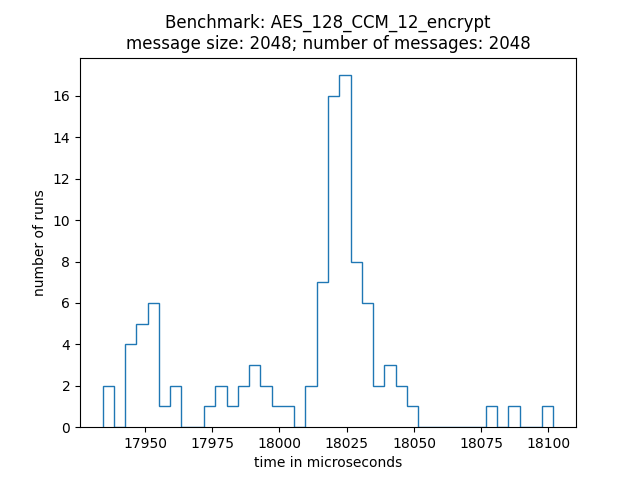 Benchmark: AES_128_CCM_12_encrypt
message size: 2048; number of messages: 2048
16
14
12
10
8
6
4
2
0
number of runs
17950 17975 18000 18025 18050 18075 18100
time in microseconds